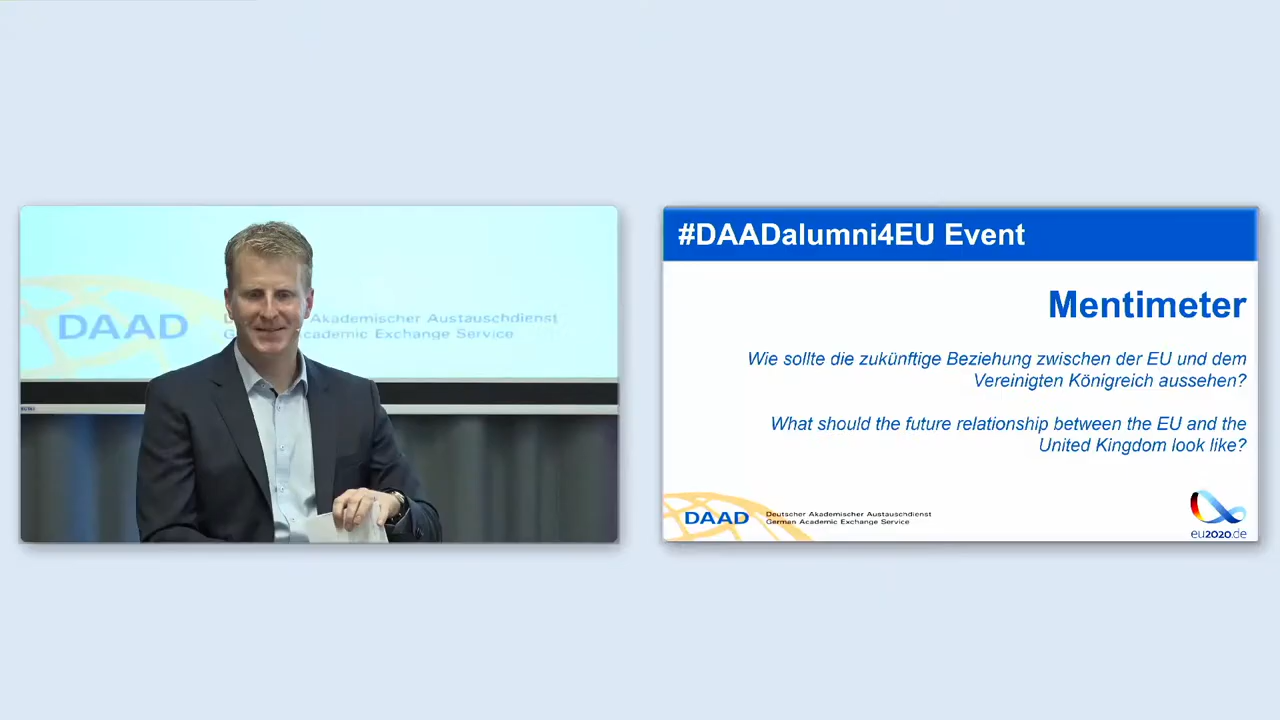 DAAD
Akademischer Austauschdienst
Academic Exchange Service
#DAADalumni4EU Event
Mentimeter
Wie sollte die zukünftige Beziehung zwischen der EU und dem
Vereinigten Königreich aussehen?
What should the future relationship between the EU and the
United Kingdom look like?
DAAD
Deutscher Akademischer Austauschdienst
German Academic Exchange Service
eu2020.de